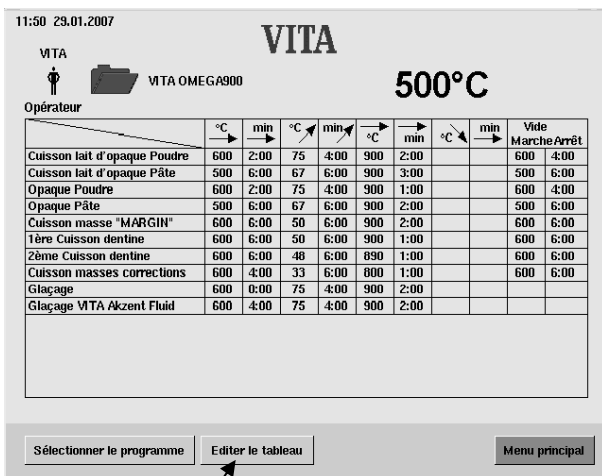 11:50 29.01.2007
VITA
VITA
VITA OMEGA900
500°C
Opérateur
°C min °C min °C min °C min Vide
Marche Arrêt
Cuisson lait d'opaque Poudre 600 2:00 75 4:00 900 2:00 600 4:00
Cuisson lait d'opaque Pâte 500 6:00 67 6:00 900 3:00 500 6:00
Opaque Poudre 600 2:00 75 4:00 900 1:00 600 4:00
Opaque Pâte 500 6:00 67 6:00 900 2:00 500 6:00
Cuisson masse "MARGIN" 600 6:00 50 6:00 900 2:00 600 6:00
1ère Cuisson dentine 600 6:00 50 6:00 900 1:00 600 6:00
2ème Cuisson dentine 600 6:00 48 6:00 890 1:00 600 6:00
Cuisson masses corrections 600 4:00 33 6:00 800 1:00 600 6:00
Glaçage 600 0:00 75 4:00 900 2:00
Glaçage VITA Akzent Fluid 600 4:00 75 4:00 900 2:00
Sélectionner le programme Editer le tableau Menu principal